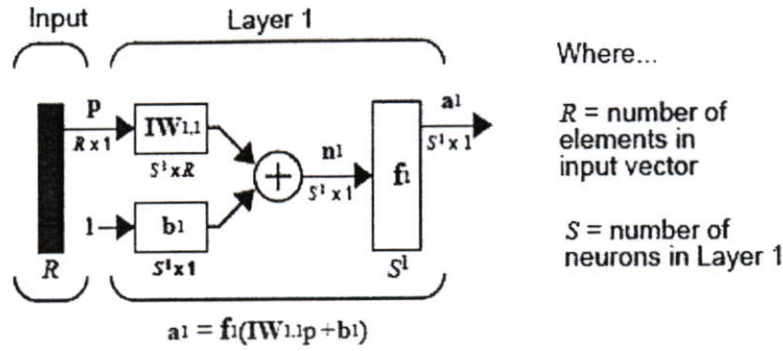 Input
Layer 1
Where...
p
R x 1
IW1,1
S1 x R
1
b1
S1 x 1
+
n1
S1 x 1
f1
a1
S1 x 1
R
S1
R = number of
elements in
input vector
S = number of
neurons in Layer 1
a1 = f1(IW1,1p +b1)